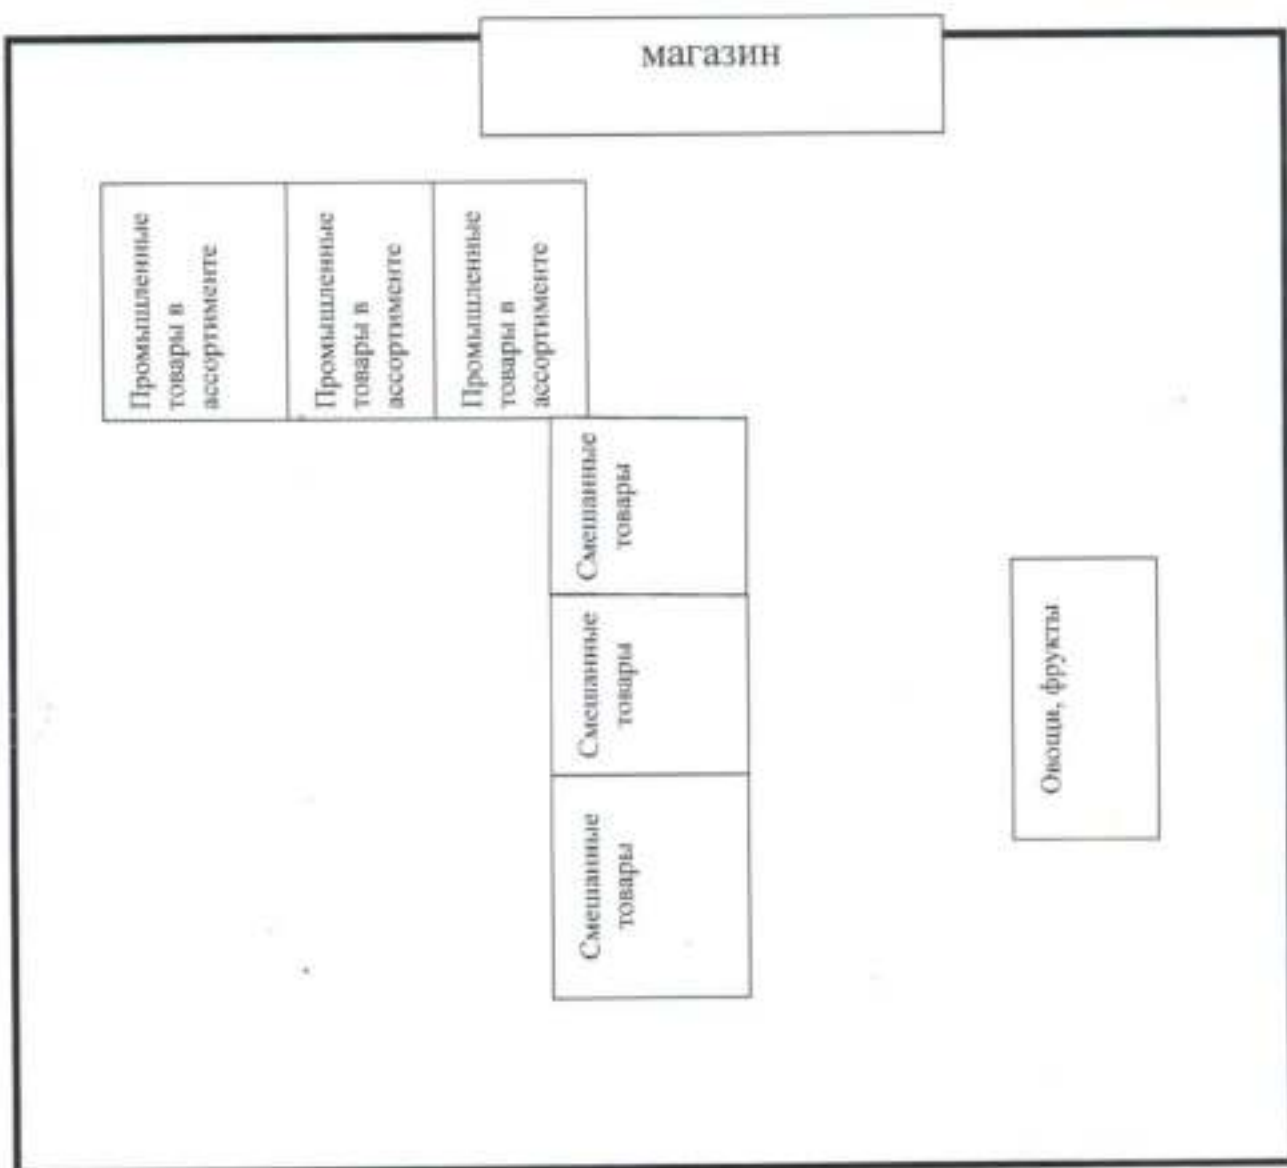 магазин
Промышленные
товары в
ассортименте
Промышленные
товары в
ассортименте
Промышленные
товары в
ассортименте
Смешанные
товары
Смешанные
товары
Смешанные
товары
Овощи, фрукты